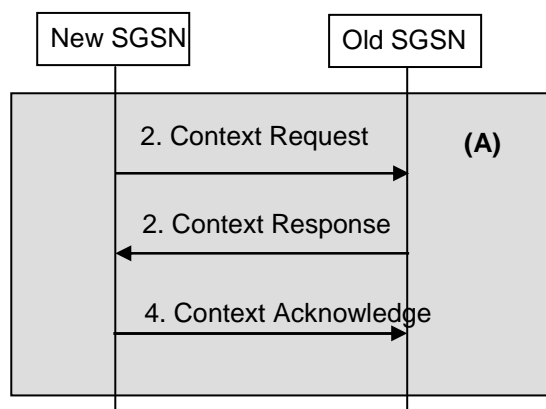 New SGSN
Old SGSN
2. Context Request
(A)
2. Context Response
4. Context Acknowledge